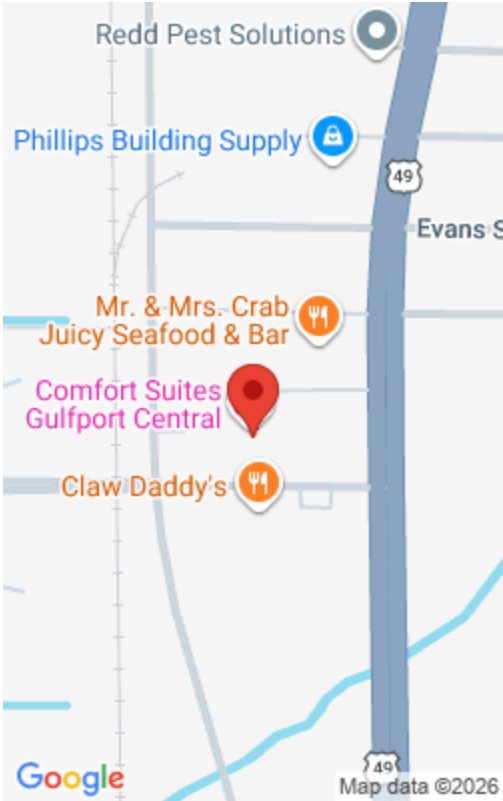 Redd Pest Solutions
Phillips Building Supply
49
Evans S
Mr. & Mrs. Crab
Juicy Seafood & Bar
Comfort Suites
Gulfport Central
Claw Daddy's
49
Google
Map data ©2026